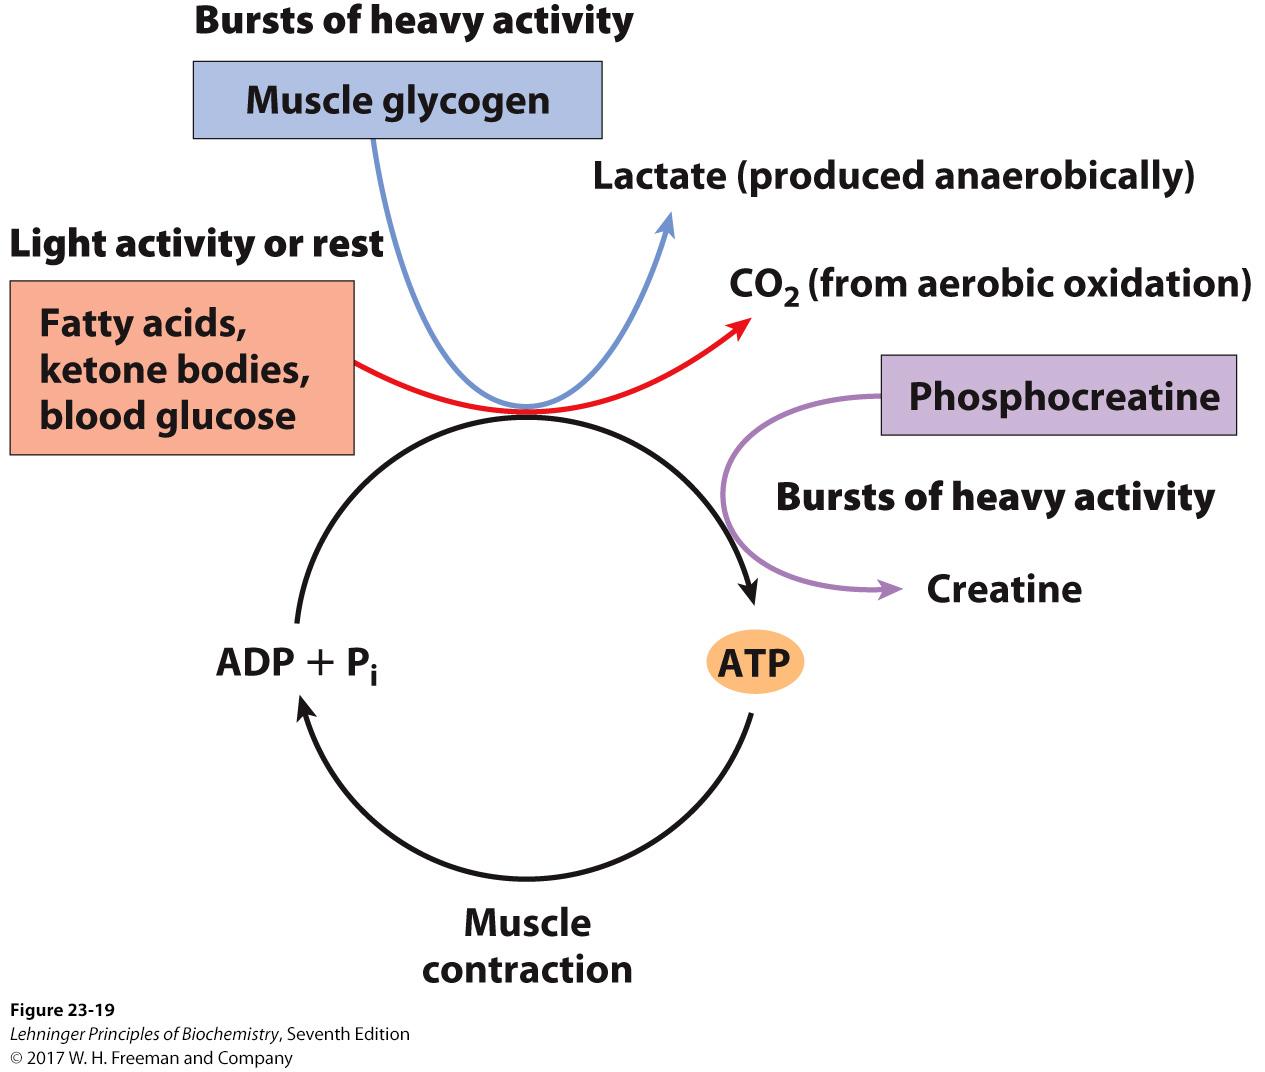 Bursts of heavy activity
Muscle glycogen
Lactate (produced anaerobically)
Light activity or rest
CO₂ (from aerobic oxidation)
Fatty acids,
ketone bodies,
blood glucose
Phosphocreatine
Bursts of heavy activity
Creatine
ADP + Pᵢ
ATP
Muscle
contraction
Figure 23-19
Lehninger Principles of Biochemistry, Seventh Edition
© 2017 W. H. Freeman and Company